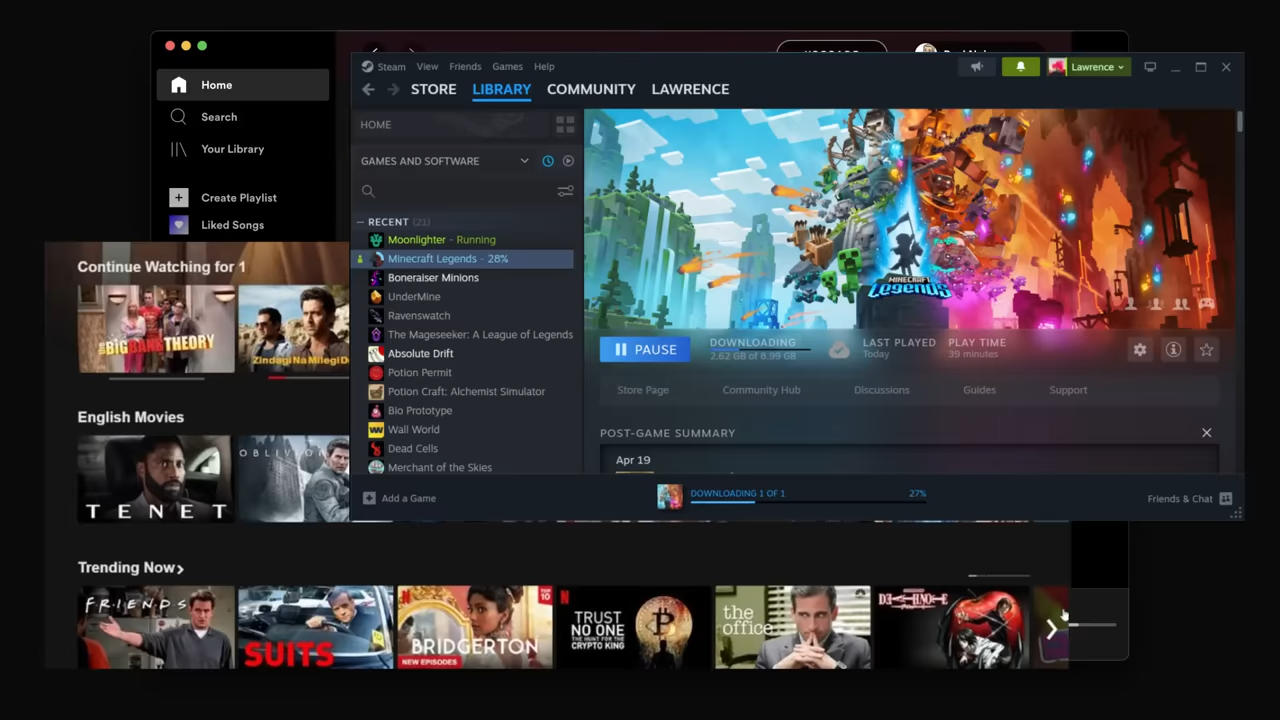 Home
Search
Your Library
Create Playlist
Liked Songs
Steam View Friends Games Help
Lawrence
STORE LIBRARY COMMUNITY LAWRENCE
HOME
GAMES AND SOFTWARE
RECENT (21)
Moonlighter - Running
Minecraft Legends - 28%
Boneraiser Minions
UnderMine
Ravenswatch
The Mageseeker: A League of Legends
Absolute Drift
Potion Permit
Potion Craft: Alchemist Simulator
Bio Prototype
Wall World
Dead Cells
Merchant of the Skies
Add a Game
MINECRAFT
Legends
PAUSE
DOWNLOADING
2.62 GB of 8.99 GB
LAST PLAYED
Today
PLAY TIME
39 minutes
Store Page Community Hub Discussions Guides Support
POST-GAME SUMMARY
Apr 19
DOWNLOADING 1 OF 1 27%
Friends & Chat
Continue Watching for 1
THE BIG BANG THEORY
Zindagi Na Milegi Do
English Movies
TENET
OBLIVION
Trending Now
FRIENDS
SUITS
TOP 10
BRIDGERTON
NEW EPISODES
TRUST
NO ONE
THE HUNT FOR THE
CRYPTO KING
the
office
DEATH NOTE